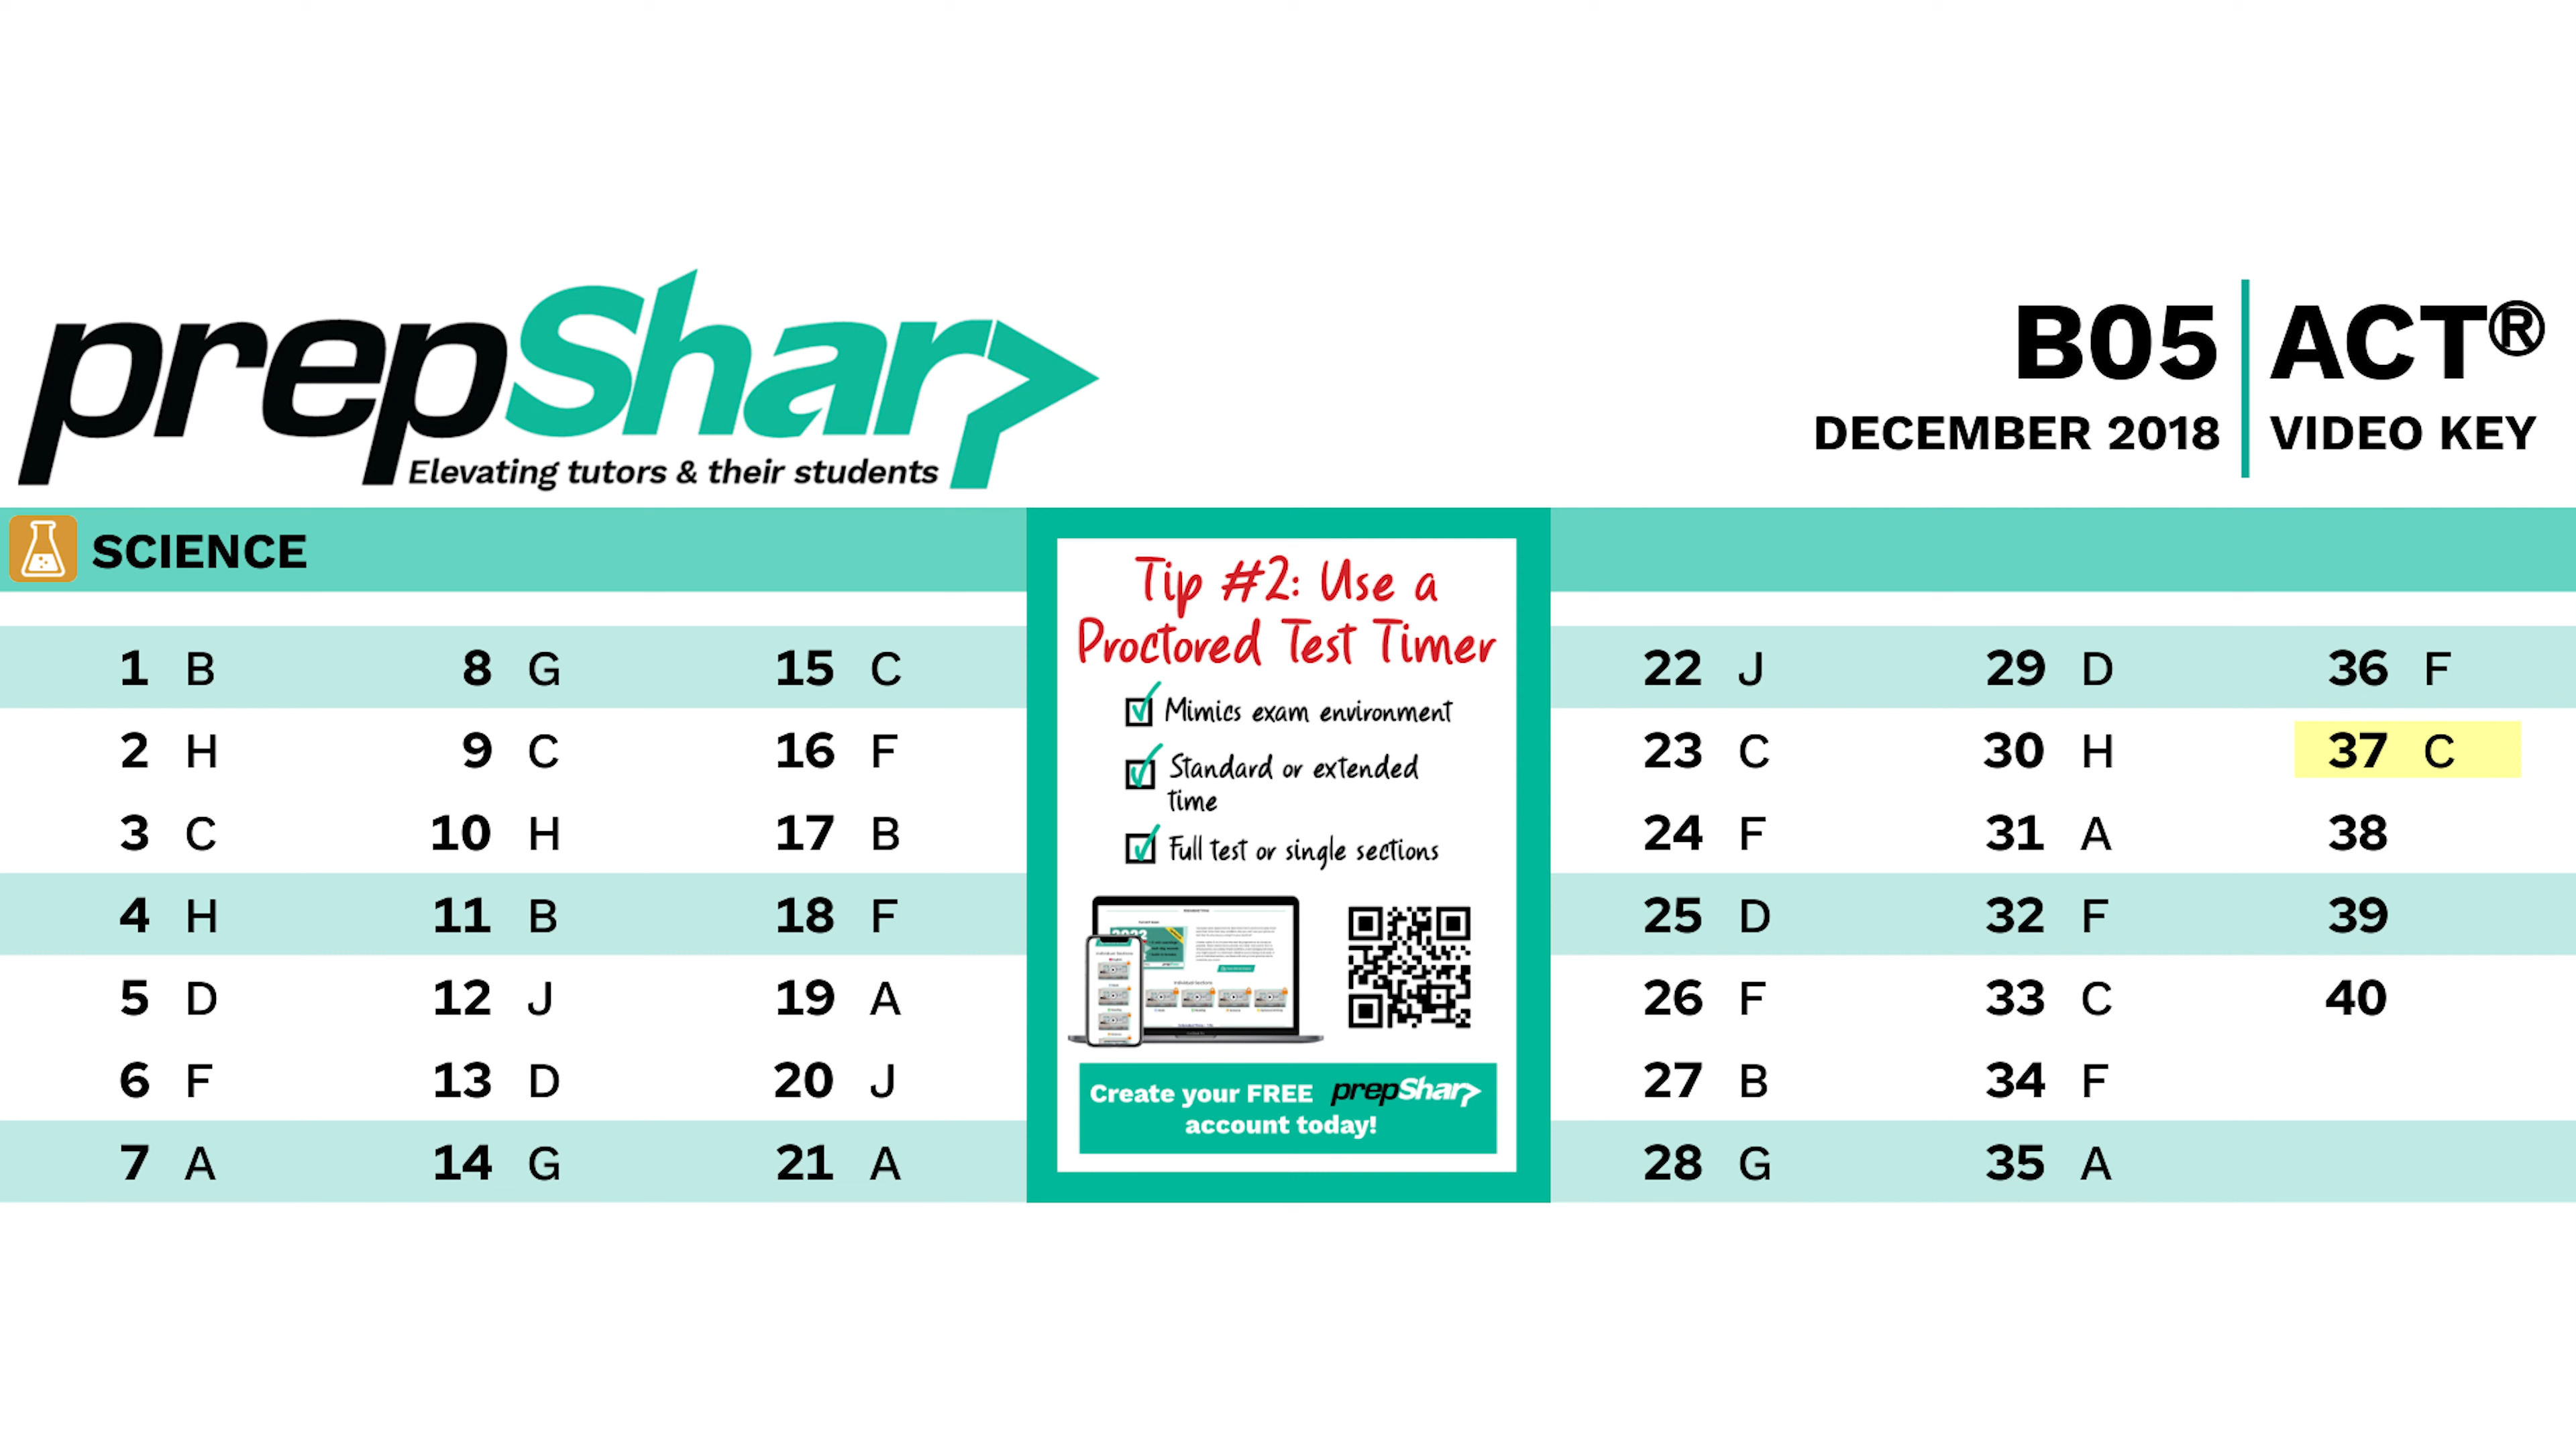 prepSharp
Elevating tutors & their students
B05 ACT®
DECEMBER 2018 VIDEO KEY
SCIENCE
1 B
2 H
3 C
4 H
5 D
6 F
7 A
8 G
9 C
10 H
11 B
12 J
13 D
14 G
15 C
16 F
17 B
18 F
19 A
20 J
21 A
Tip #2: Use a
Proctored Test Timer
Mimics exam environment
Standard or extended
time
Full test or single sections
Create your FREE prepSharp
account today!
22 J
23 C
24 F
25 D
26 F
27 B
28 G
29 D
30 H
31 A
32 F
33 C
34 F
35 A
36 F
37 C
38
39
40